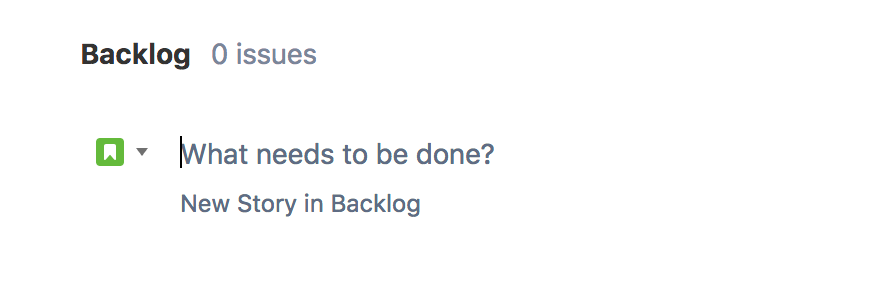 Backlog 0 issues
What needs to be done?
New Story in Backlog